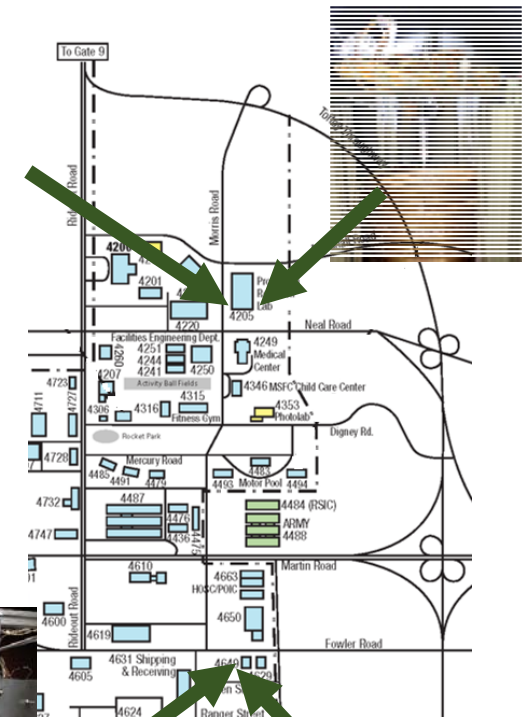 To Gate 9
Morris Road
4201
4205
4220
Neal Road
Facilities Engineering Dept.
4251
4244
4241
4260
4250
4249
Medical
Center
4207
Activity Ball Fields
4346 MSFC Child Care Center
4723
4711
4727
4306
4316
4315
Fitness Gym
4353
Photolab
Rocket Park
Digney Rd.
4728
Mercury Road
4485
4491
4479
4483
4493
Motor Pool
4494
4732
4487
4476
4436
4475
4484 (RSIC)
ARMY
4488
4747
Martin Road
4610
4663
HOSC/POIC
4600
Rideout Road
4650
4619
Fowler Road
4605
4631 Shipping
& Receiving
4624
Ranger Street